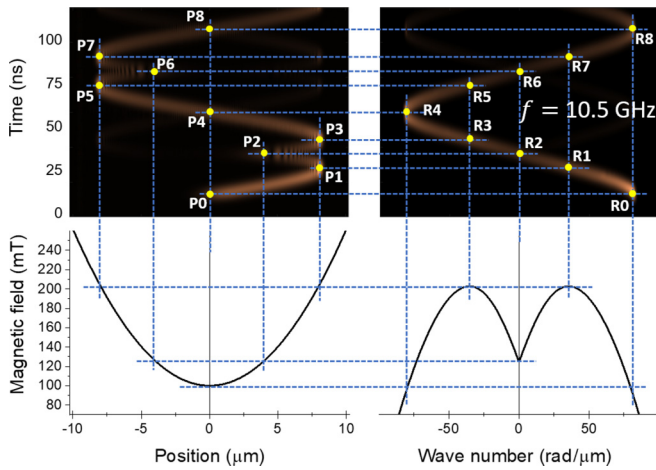 P8
R8
P7
R7
P6
R6
P5
R5
P4
R4
f = 10.5 GHz
P3
R3
P2
R2
P1
R1
P0
R0
Time (ns)
100
75
50
25
0
Magnetic field (mT)
240
220
200
180
160
140
120
100
80
-10
-5
0
5
10
Position (μm)
-50
0
50
Wave number (rad/μm)